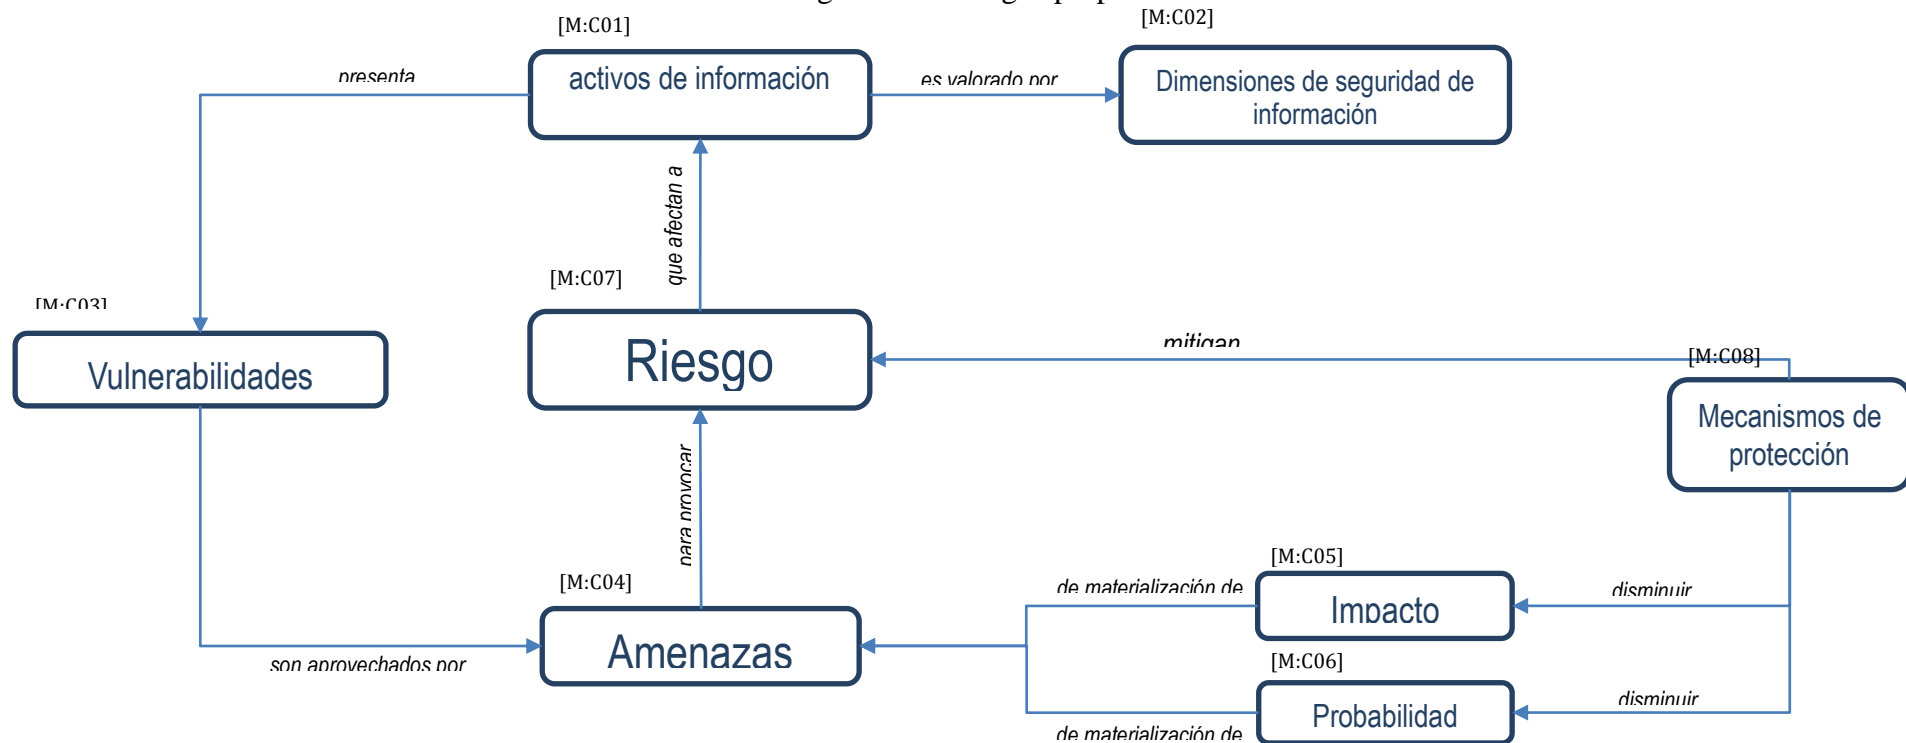 [M:C01]
[M:C02]
presenta
activos de información
es valorado por
Dimensiones de seguridad de
información
que afectan a
[M:C07]
[M:C03]
Vulnerabilidades
Riesgo
mitigan
[M:C08]
Mecanismos de
protección
para provocar
[M:C04]
[M:C05]
de materialización de
Impacto
disminuir
Amenazas
son aprovechados por
[M:C06]
Probabilidad
disminuir
de materialización de